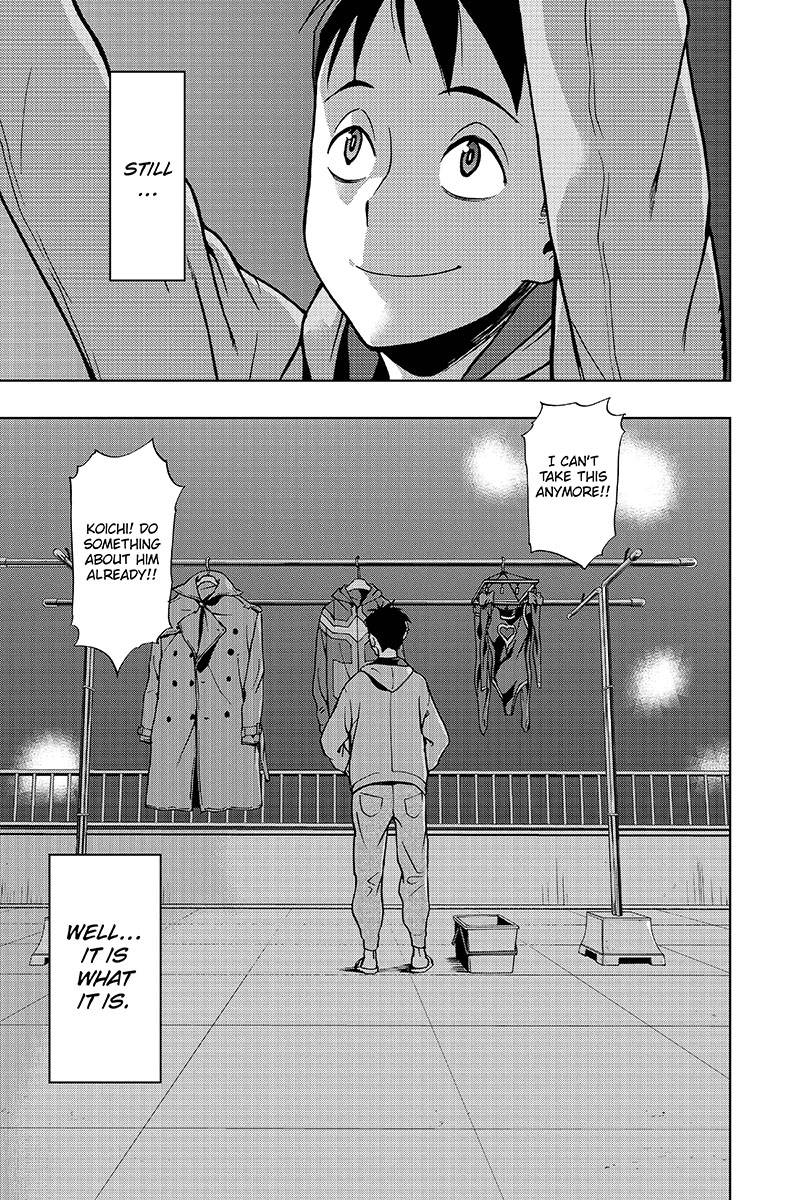 STILL
...
I CAN'T
TAKE THIS
ANYMORE!!
KOICHI! DO
SOMETHING
ABOUT HIM
ALREADY!!
WELL...
IT IS
WHAT
IT IS.